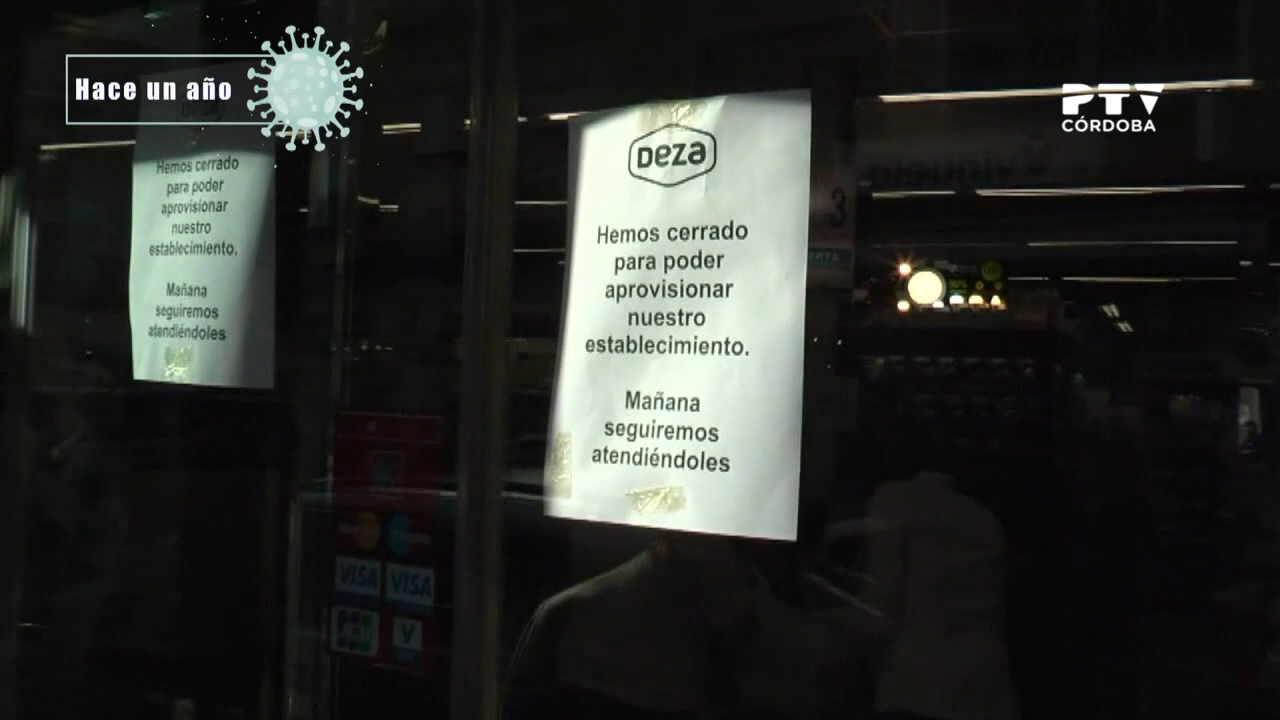 Hace un año
PTV
CÓRDOBA
Hemos cerrado
para poder
aprovisionar
nuestro
establecimiento.
Mañana
seguiremos
atendiéndoles
Deza
Hemos cerrado
para poder
aprovisionar
nuestro
establecimiento.
Mañana
seguiremos
atendiéndoles
3
VISA VISA